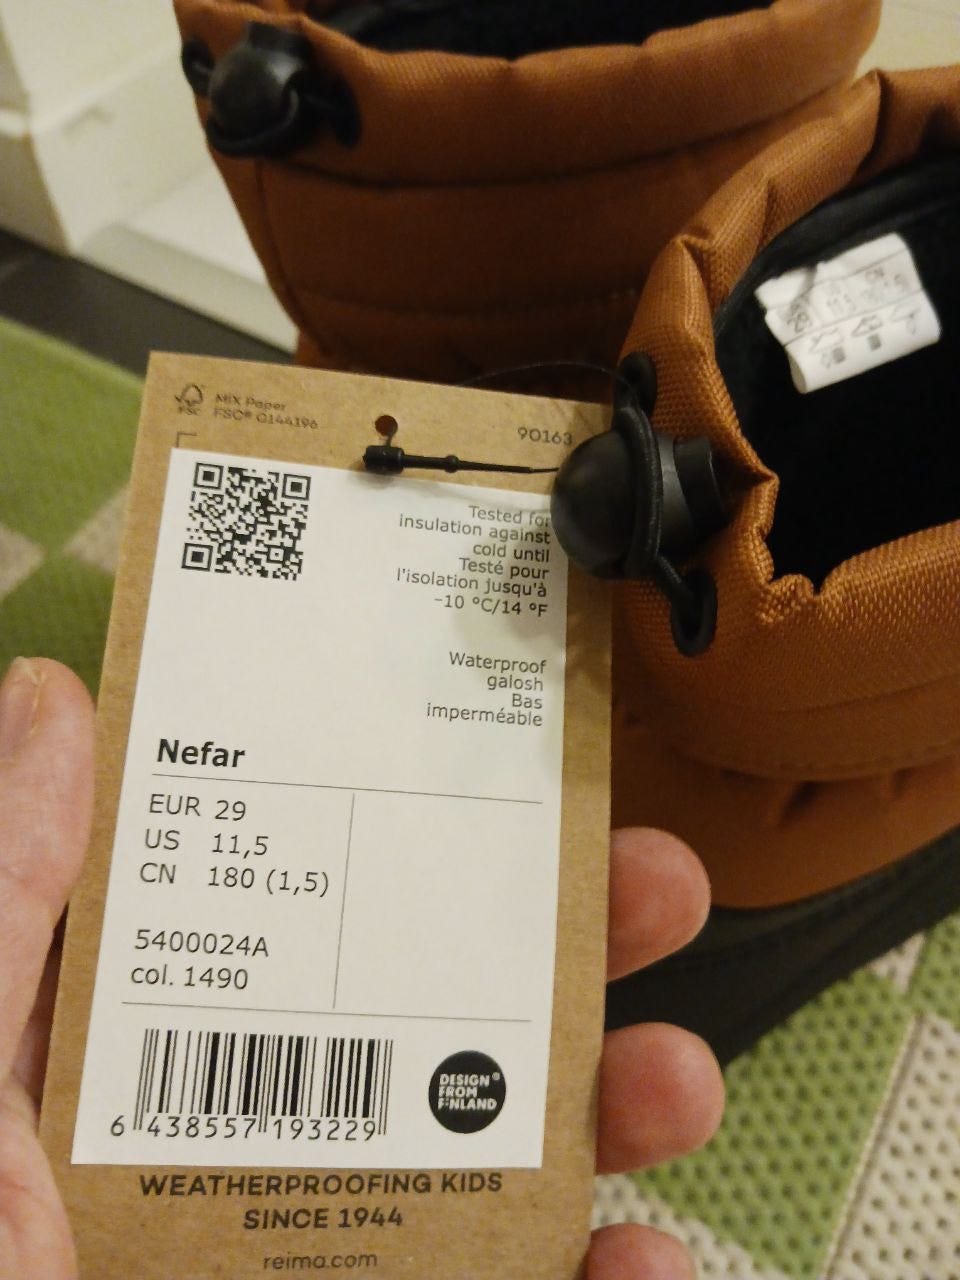 MIX Paper
FSC
FSC® C144196
90163
Tested for
insulation against
cold until
Testé pour
l'isolation jusqu'à
-10 °C/14 °F
Waterproof
galosh
Bas
imperméable
Nefar
EUR 29
US 11,5
CN 180 (1,5)
5400024A
col. 1490
6 438557 193229
DESIGN®
FROM
FINLAND
WEATHERPROOFING KIDS
SINCE 1944
reima.com